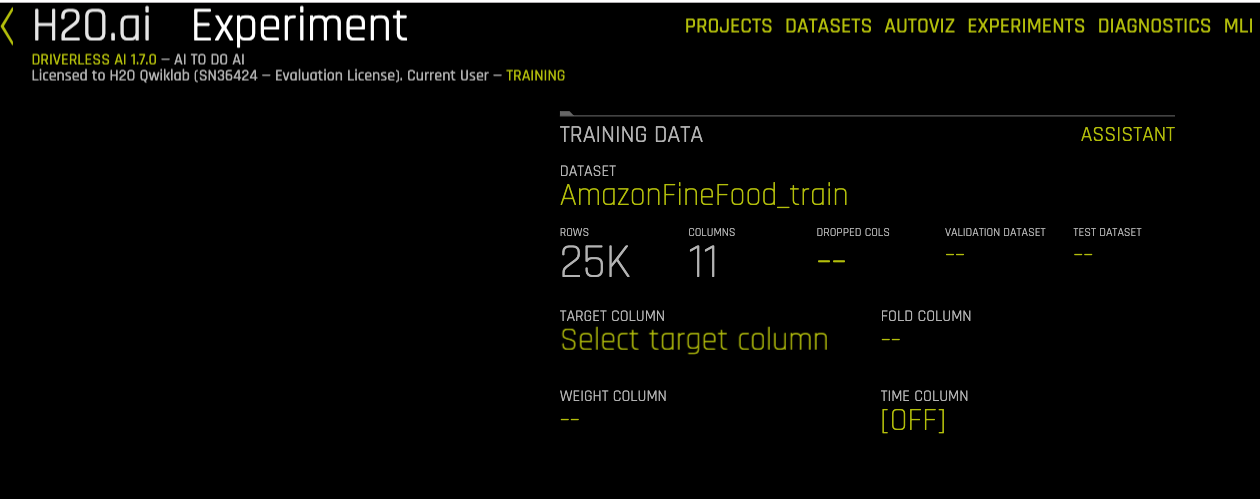 H2O.ai Experiment
PROJECTS DATASETS AUTOVIZ EXPERIMENTS DIAGNOSTICS MLI
DRIVERLESS AI 1.7.0 – AI TO DO AI
Licensed to H2O Qwiklab (SN36424 – Evaluation License). Current User – TRAINING
TRAINING DATA ASSISTANT
DATASET
AmazonFineFood_train
ROWS COLUMNS DROPPED COLS VALIDATION DATASET TEST DATASET
25K 11 -- -- --
TARGET COLUMN FOLD COLUMN
Select target column --
WEIGHT COLUMN TIME COLUMN
-- [OFF]